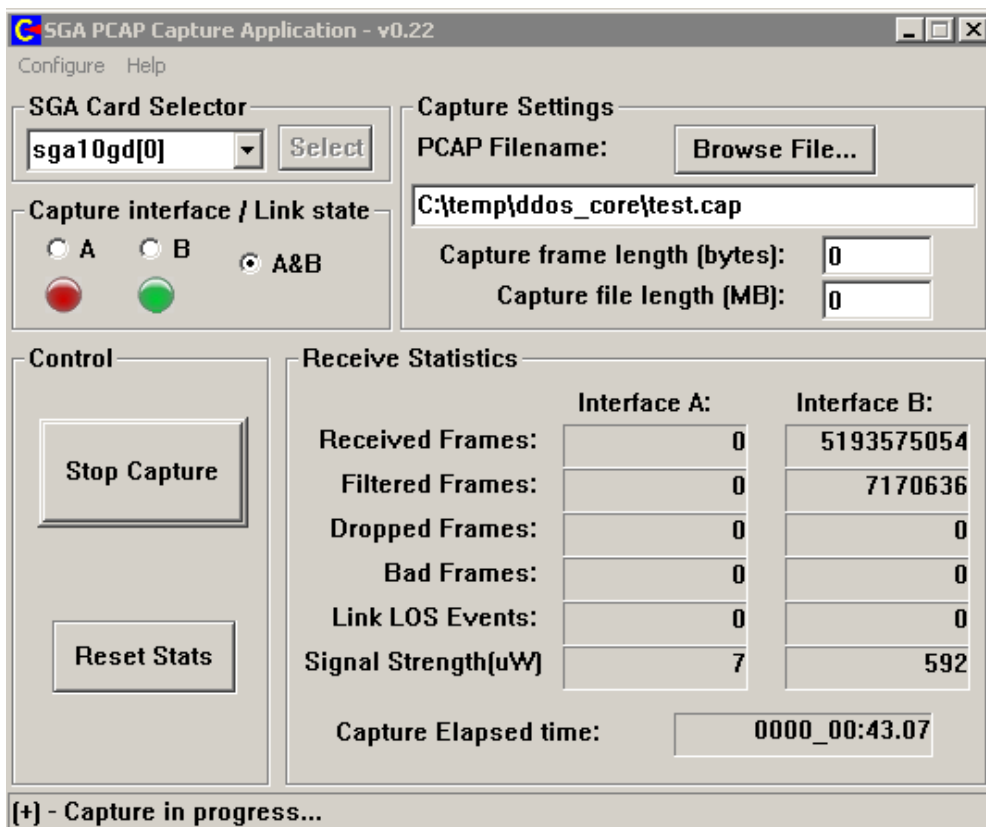 SGA PCAP Capture Application - v0.22
Configure Help
SGA Card Selector
sga10gd[0] Select
Capture interface / Link state
A B A&B
Capture Settings
PCAP Filename: Browse File...
C:\temp\ddos_core\test.cap
Capture frame length (bytes): 0
Capture file length (MB): 0
Control
Stop Capture
Reset Stats
Receive Statistics
Interface A: Interface B:
Received Frames: 0 5193575054
Filtered Frames: 0 7170636
Dropped Frames: 0 0
Bad Frames: 0 0
Link LOS Events: 0 0
Signal Strength(uW) 7 592
Capture Elapsed time: 0000_00:43.07
(+) - Capture in progress...